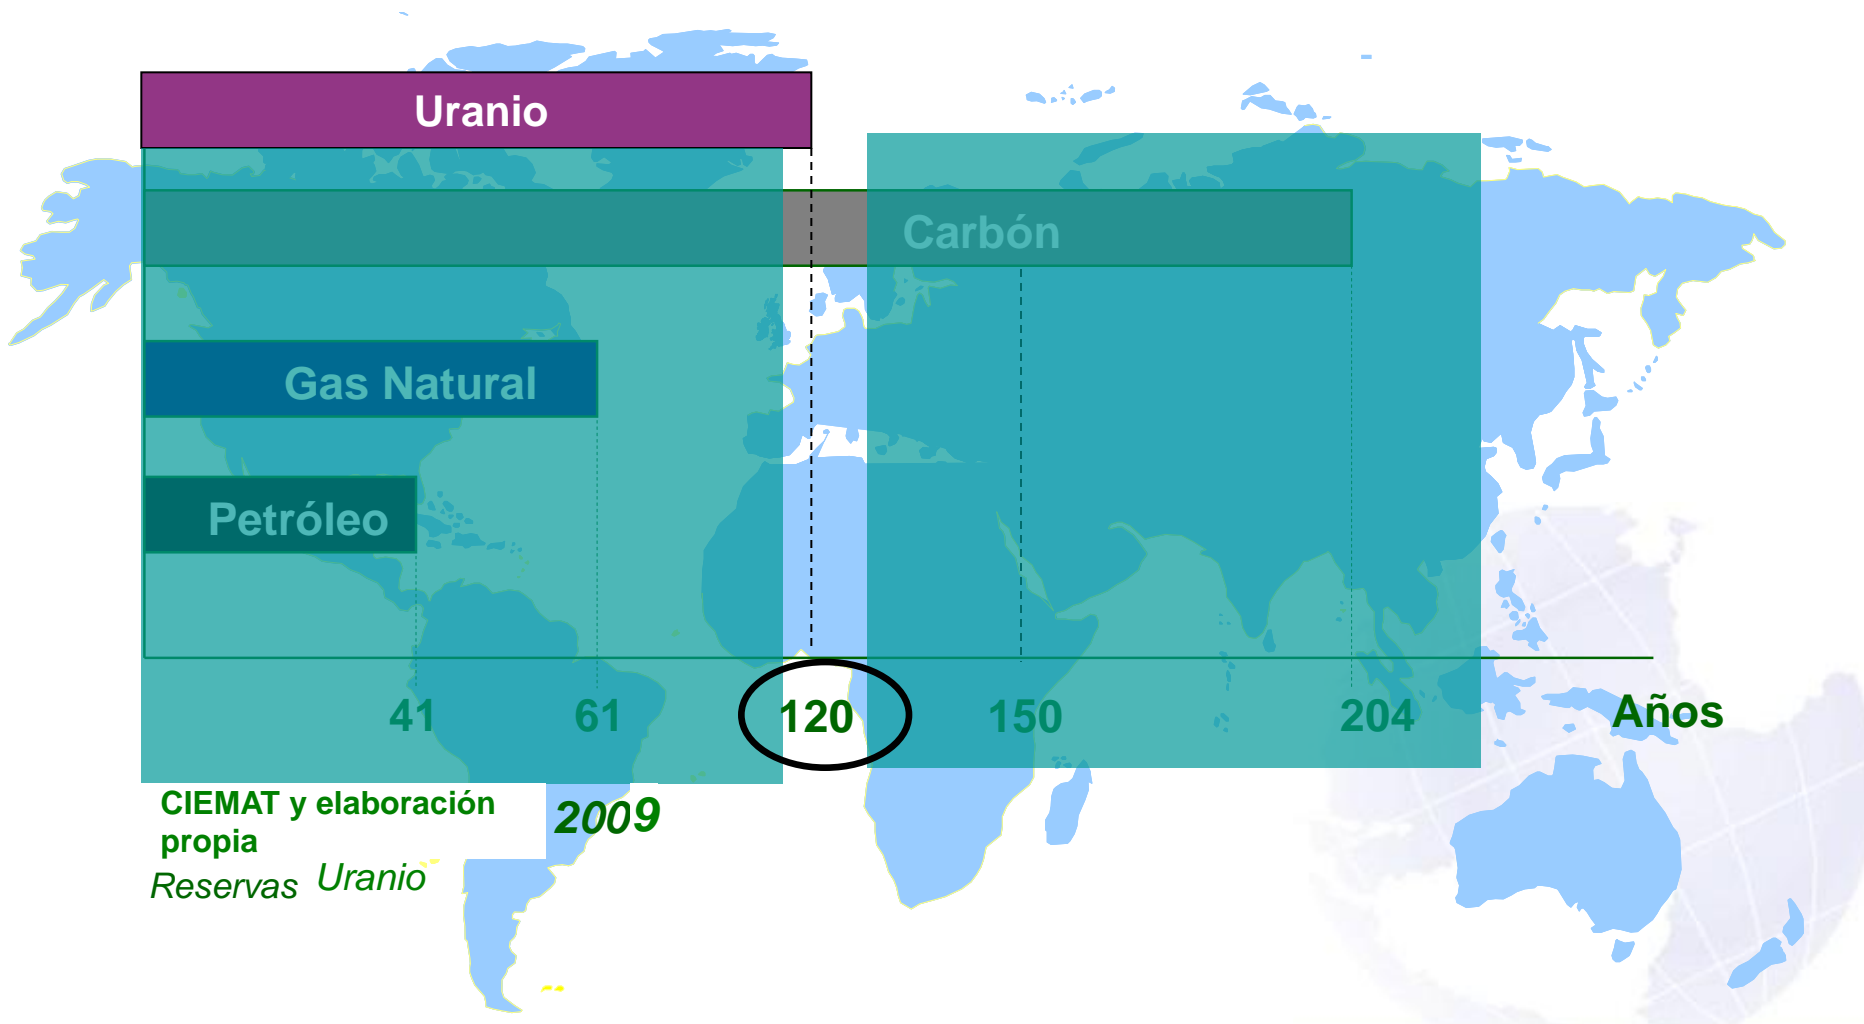 Uranio
Carbón
Gas Natural
Petróleo
41 61 120 150 204 Años
CIEMAT y elaboración
propia
2009
Reservas Uranio